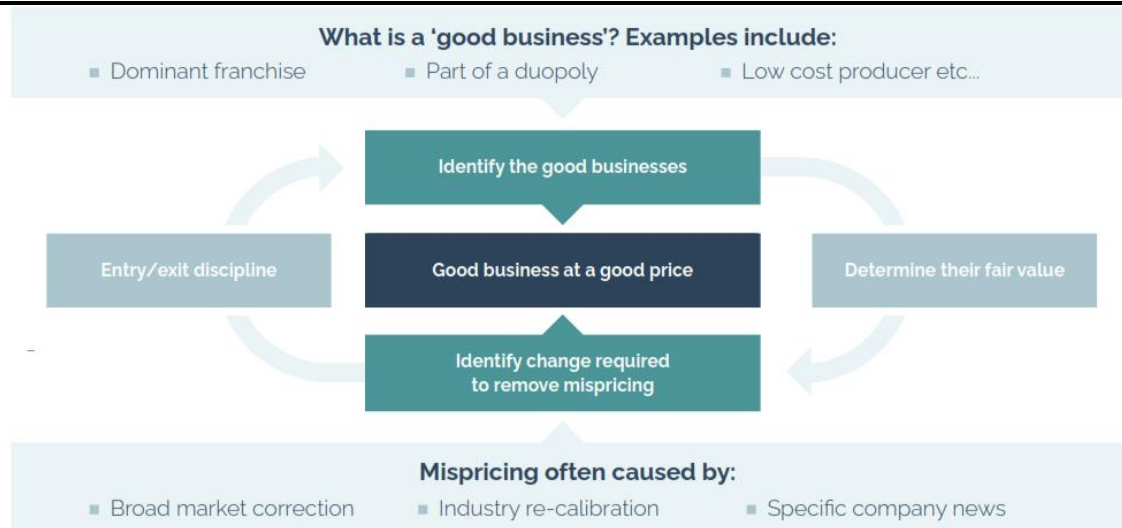 What is a ‘good business’? Examples include:
Dominant franchise
Part of a duopoly
Low cost producer etc...
Identify the good businesses
Entry/exit discipline
Good business at a good price
Determine their fair value
Identify change required
to remove mispricing
Mispricing often caused by:
Broad market correction
Industry re-calibration
Specific company news